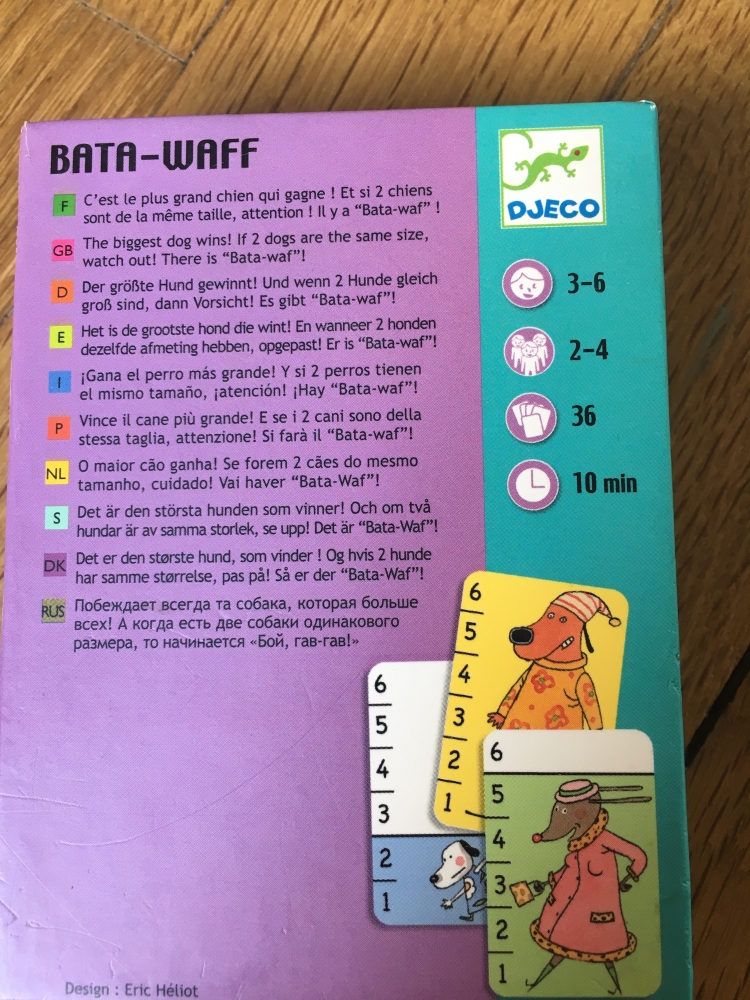 BATA-WAFF
F C'est le plus grand chien qui gagne ! Et si 2 chiens
sont de la même taille, attention ! Il y a “Bata-waf” !
GB The biggest dog wins! If 2 dogs are the same size,
watch out! There is “Bata-waf”!
D Der größte Hund gewinnt! Und wenn 2 Hunde gleich
groß sind, dann Vorsicht! Es gibt “Bata-waf”!
E Het is de grootste hond die wint! En wanneer 2 honden
dezelfde afmeting hebben, opgepast! Er is “Bata-waf”!
I ¡Gana el perro más grande! Y si 2 perros tienen
el mismo tamaño, ¡atención! ¡Hay “Bata-waf”!
P Vince il cane più grande! E se i 2 cani sono della
stessa taglia, attenzione! Si farà il “Bata-waf”!
NL O maior cão ganha! Se forem 2 cães do mesmo
tamanho, cuidado! Vai haver “Bata-Waf”!
S Det är den största hunden som vinner! Och om två
hundar är av samma storlek, se upp! Det är “Bata-Waf”!
DK Det er den største hund, som vinder ! Og hvis 2 hunde
har samme størrelse, pas på! Så er der “Bata-Waf”!
RUS Побеждает всегда та собака, которая больше
всех! А когда есть две собаки одинакового
размера, то начинается «Бой, гав-гав!»
Design : Eric Héliot
DJECO
3-6
2-4
36
10 min
6
5
4
3
2
1
6
5
4
3
2
1
6
5
4
3
2
1